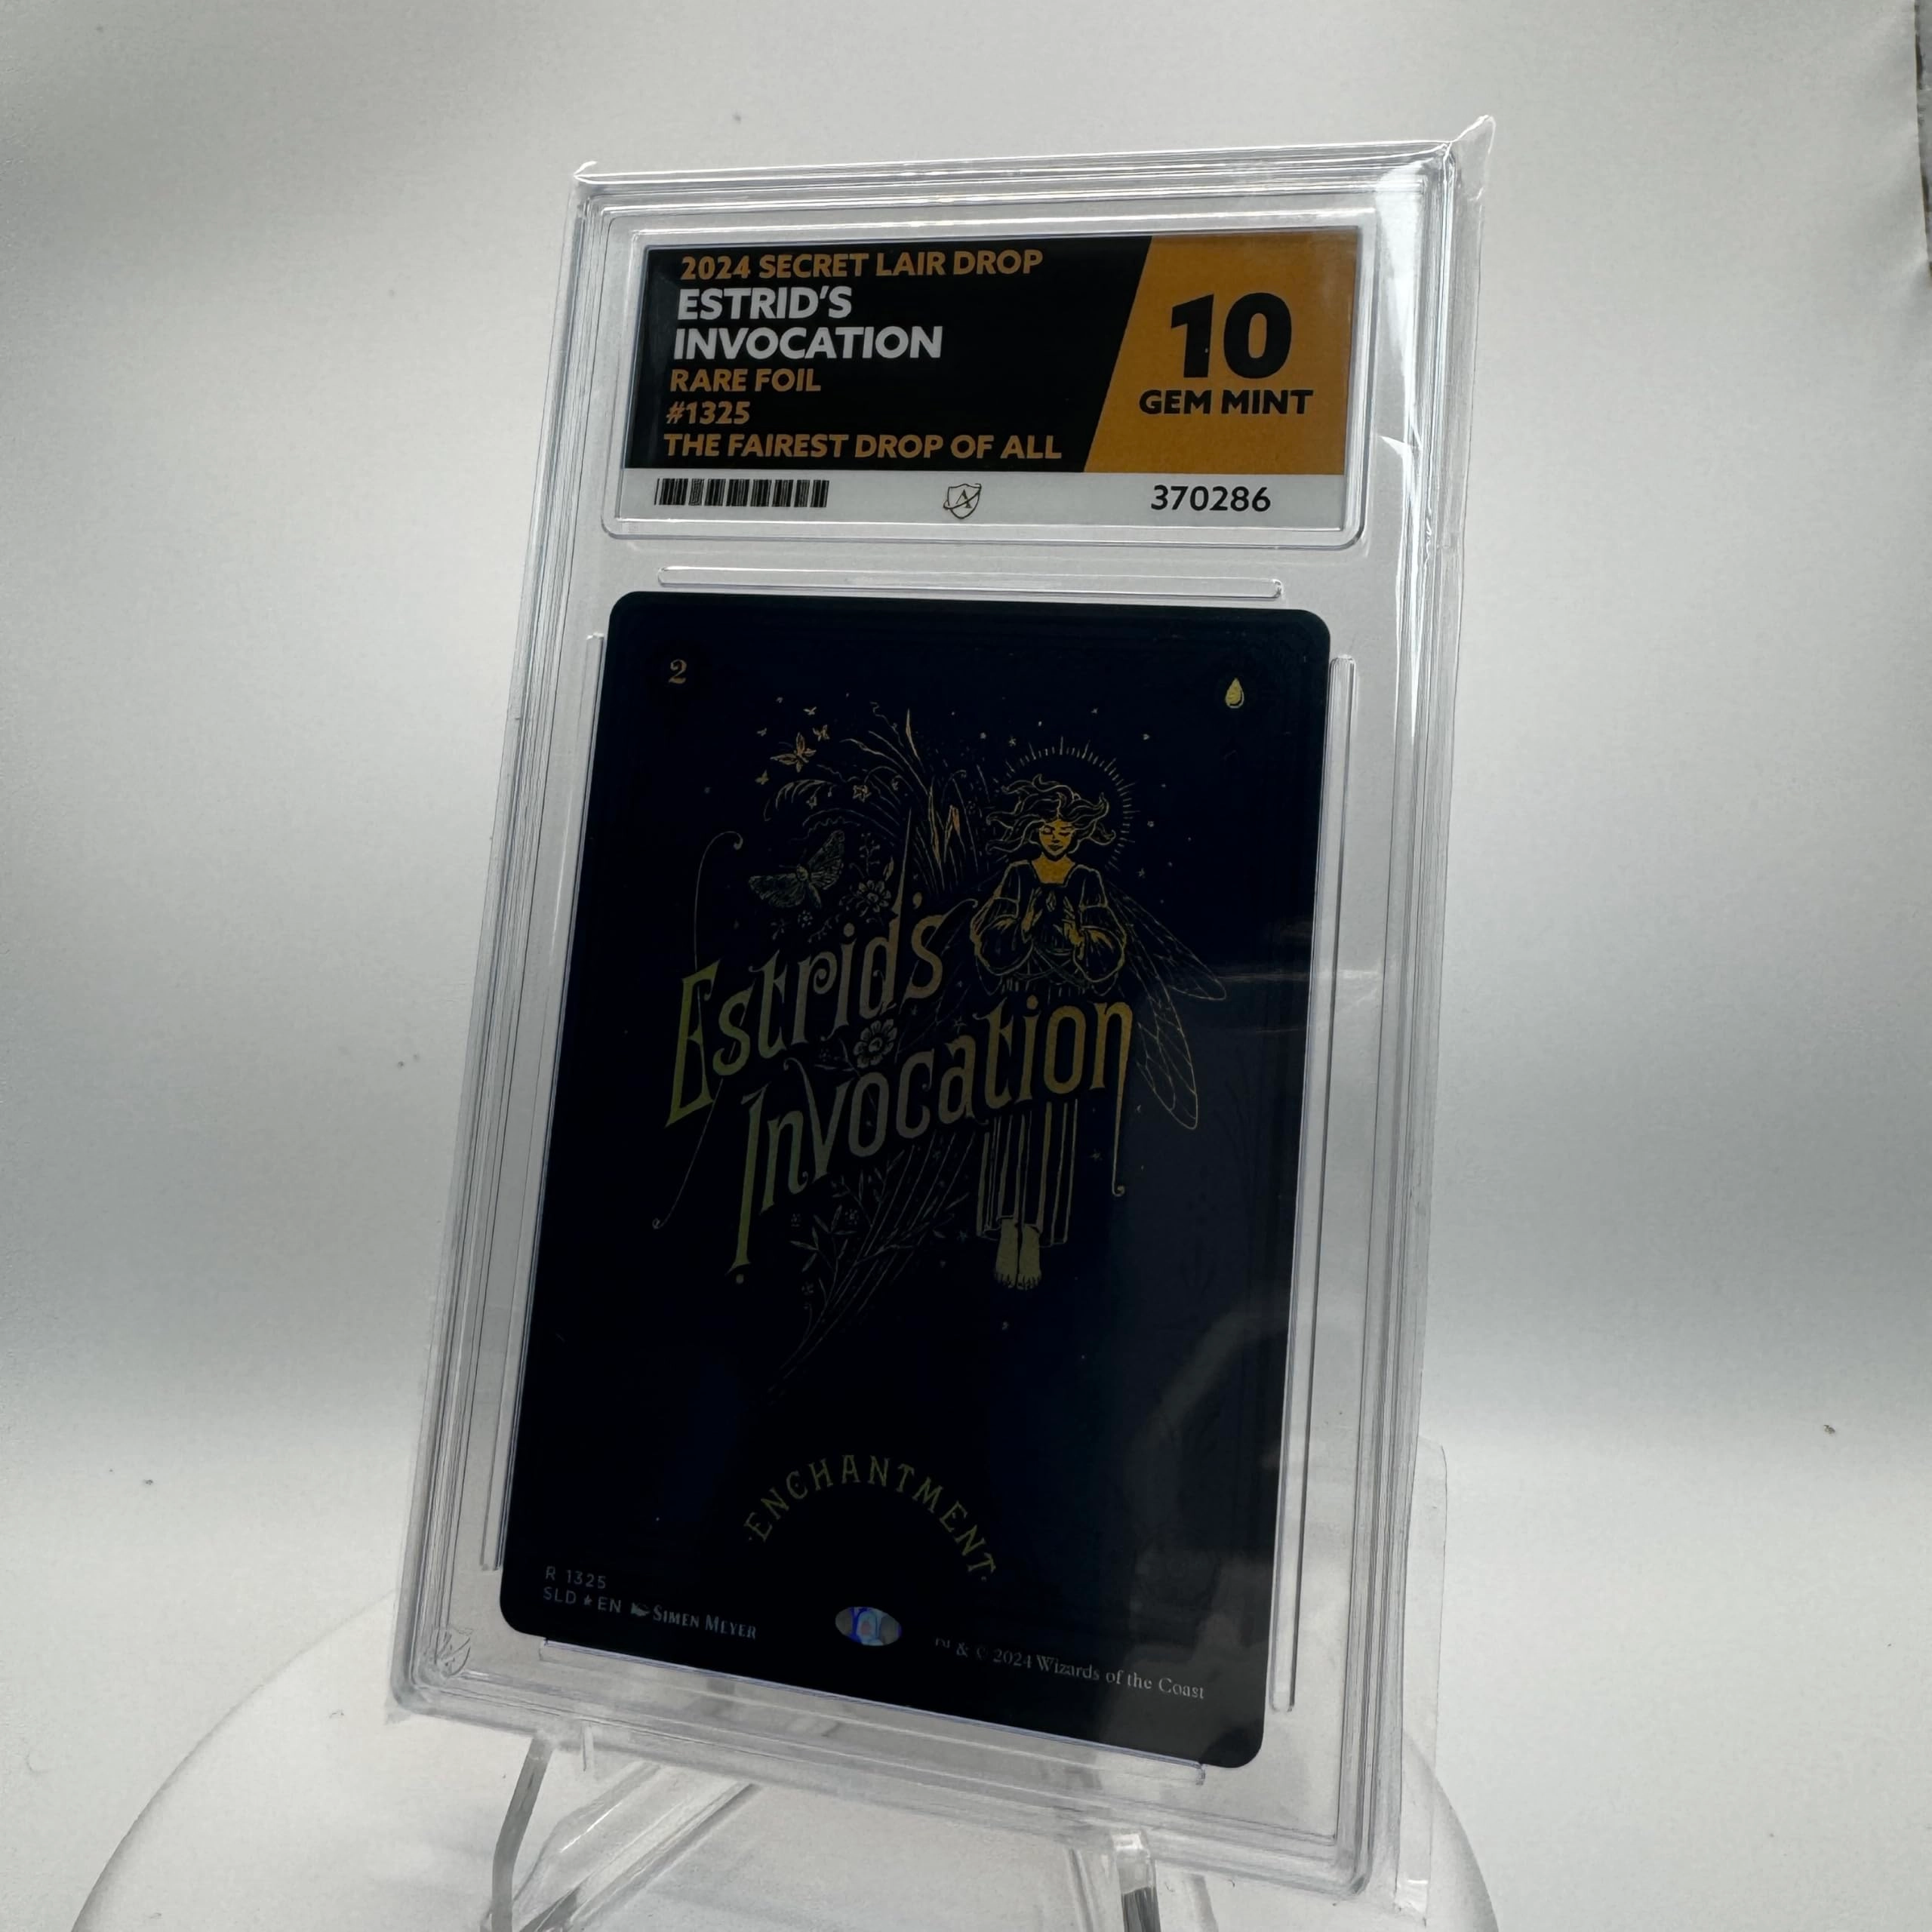 2024 SECRET LAIR DROP
ESTRID'S
INVOCATION
RARE FOIL
#1325
THE FAIREST DROP OF ALL
10
GEM MINT
370286
2
Estrid's
Invocation
·ENCHANTMENT·
R 1325
SLD ★ EN SIMEN MEYER
TM & © 2024 Wizards of the Coast